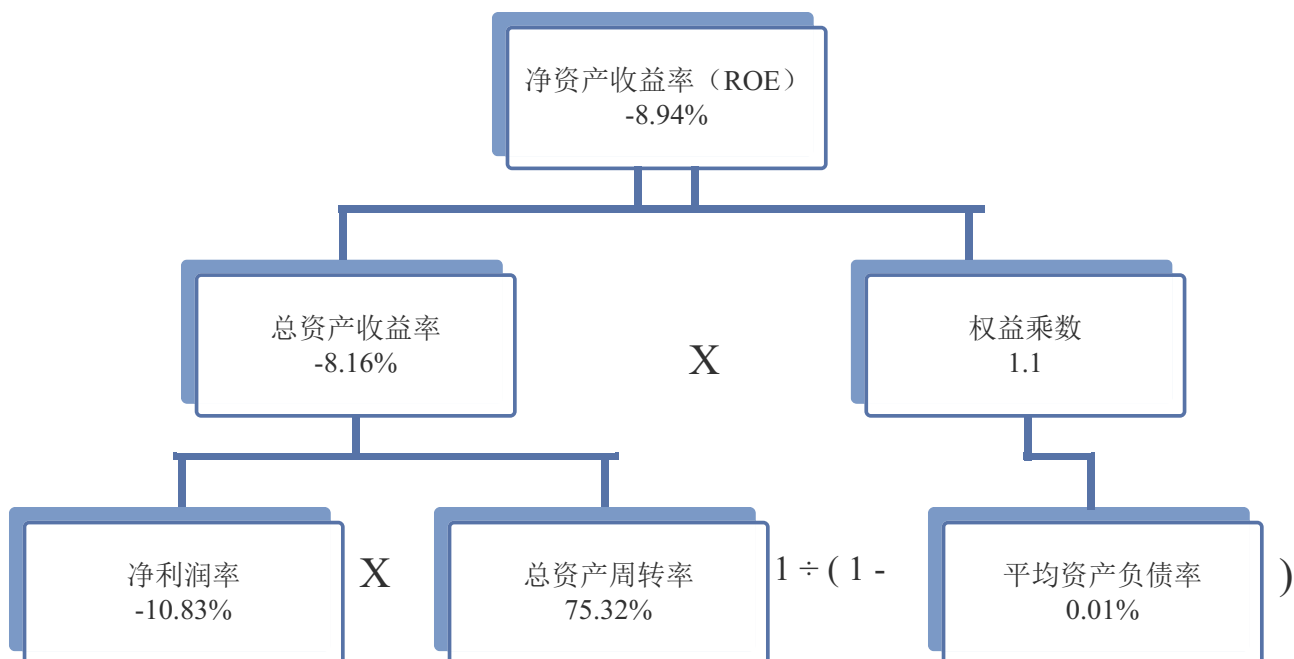 净资产收益率（ROE）
-8.94%
总资产收益率
-8.16%
X
权益乘数
1.1
净利润率
-10.83%
X
总资产周转率
75.32%
1 ÷ ( 1 -
平均资产负债率
0.01%
)